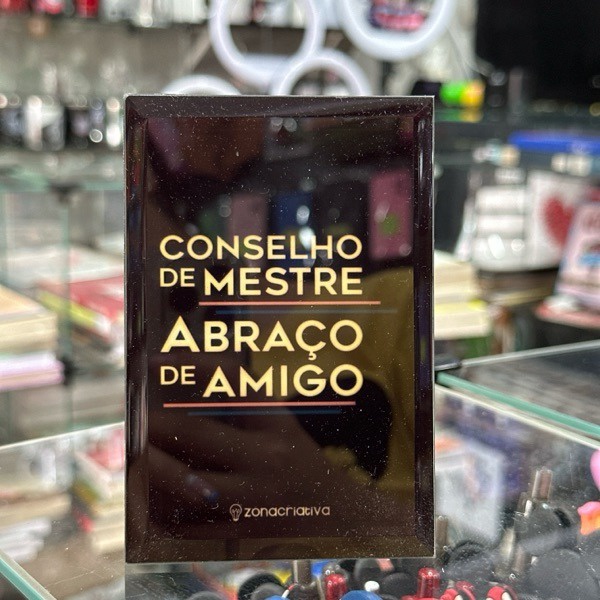 CONSELHO
DE MESTRE
ABRAÇO
DE AMIGO
zonacriativa